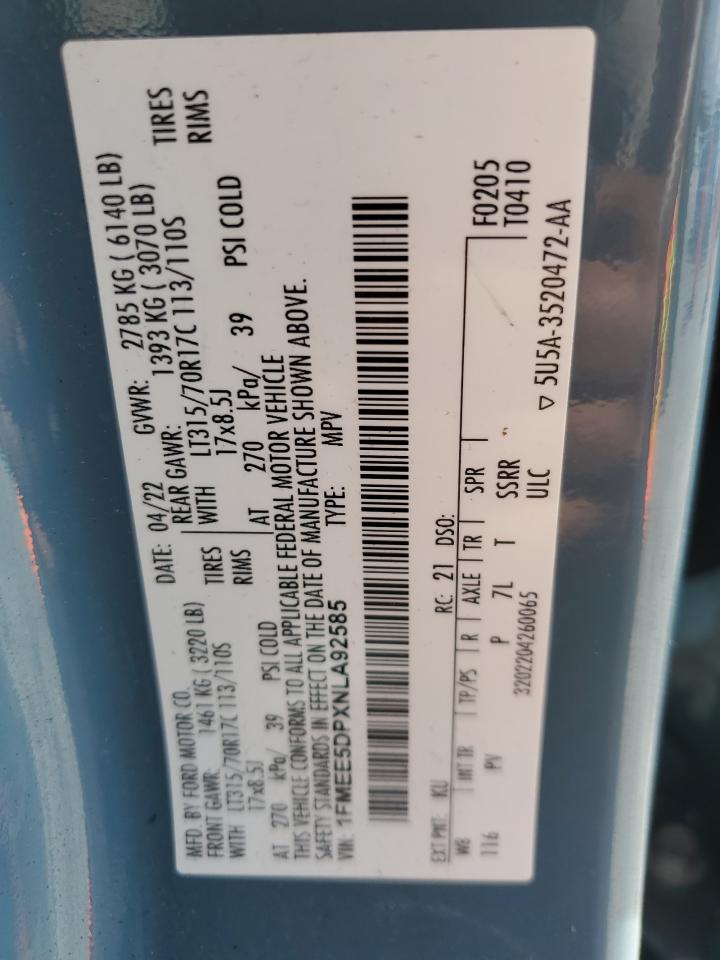 MFD. BY FORD MOTOR CO.
DATE: 04/22 GVWR: 2785 KG ( 6140 LB)
FRONT GAWR: 1461 KG ( 3220 LB) REAR GAWR: 1393 KG ( 3070 LB)
WITH LT315/70R17C 113/110S TIRES WITH LT315/70R17C 113/110S TIRES
17x8.5J RIMS 17x8.5J RIMS
AT 270 kPa/ 39 PSI COLD AT 270 kPa/ 39 PSI COLD
THIS VEHICLE CONFORMS TO ALL APPLICABLE FEDERAL MOTOR VEHICLE
SAFETY STANDARDS IN EFFECT ON THE DATE OF MANUFACTURE SHOWN ABOVE.
VIN: 1FMEE5DPXNLA92585 TYPE: MPV
EXT PNT: KU RC: 21 DSO:
WB INT TR TP/PS R AXLE TR SPR F0205
116 PV P 7L T SSRR T0410
3202204260065 ULC ▽ 5U5A-3520472-AA